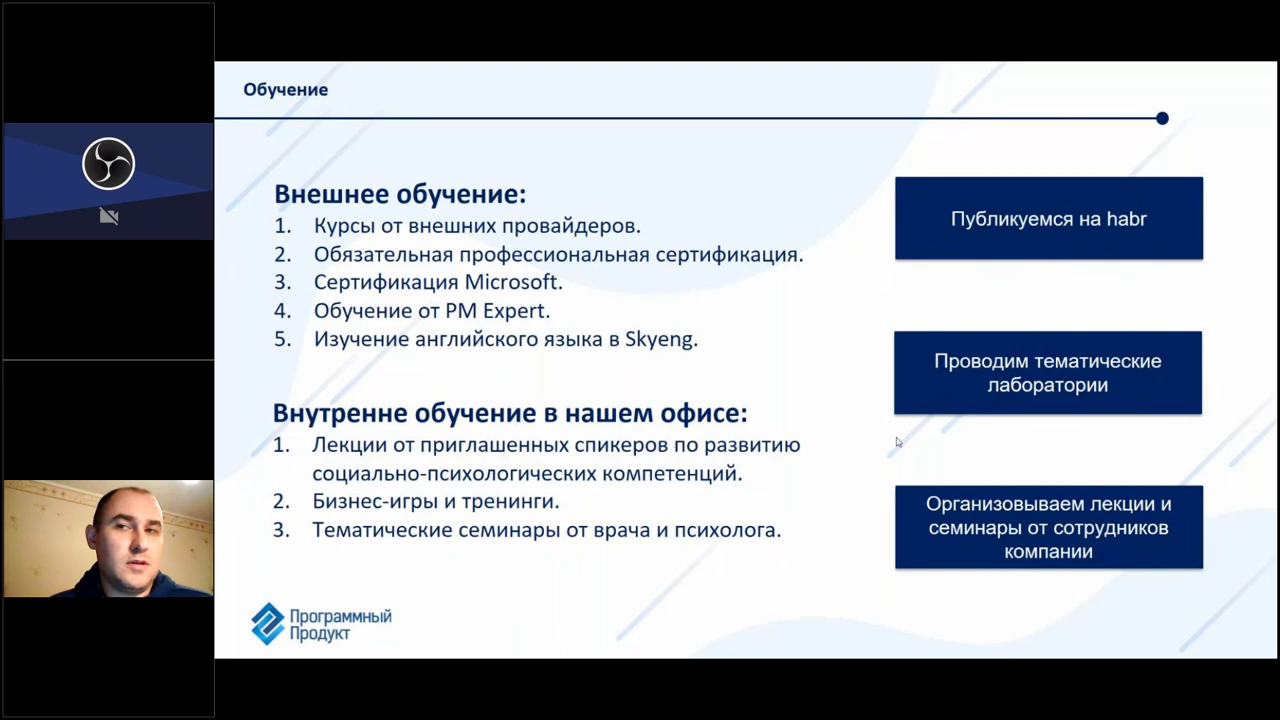 Обучение
Внешнее обучение:
1. Курсы от внешних провайдеров.
2. Обязательная профессиональная сертификация.
3. Сертификация Microsoft.
4. Обучение от PM Expert.
5. Изучение английского языка в Skyeng.
Внутренне обучение в нашем офисе:
1. Лекции от приглашенных спикеров по развитию
социально-психологических компетенций.
2. Бизнес-игры и тренинги.
3. Тематические семинары от врача и психолога.
Публикуемся на habr
Проводим тематические
лаборатории
Организовываем лекции и
семинары от сотрудников
компании
Программный
Продукт